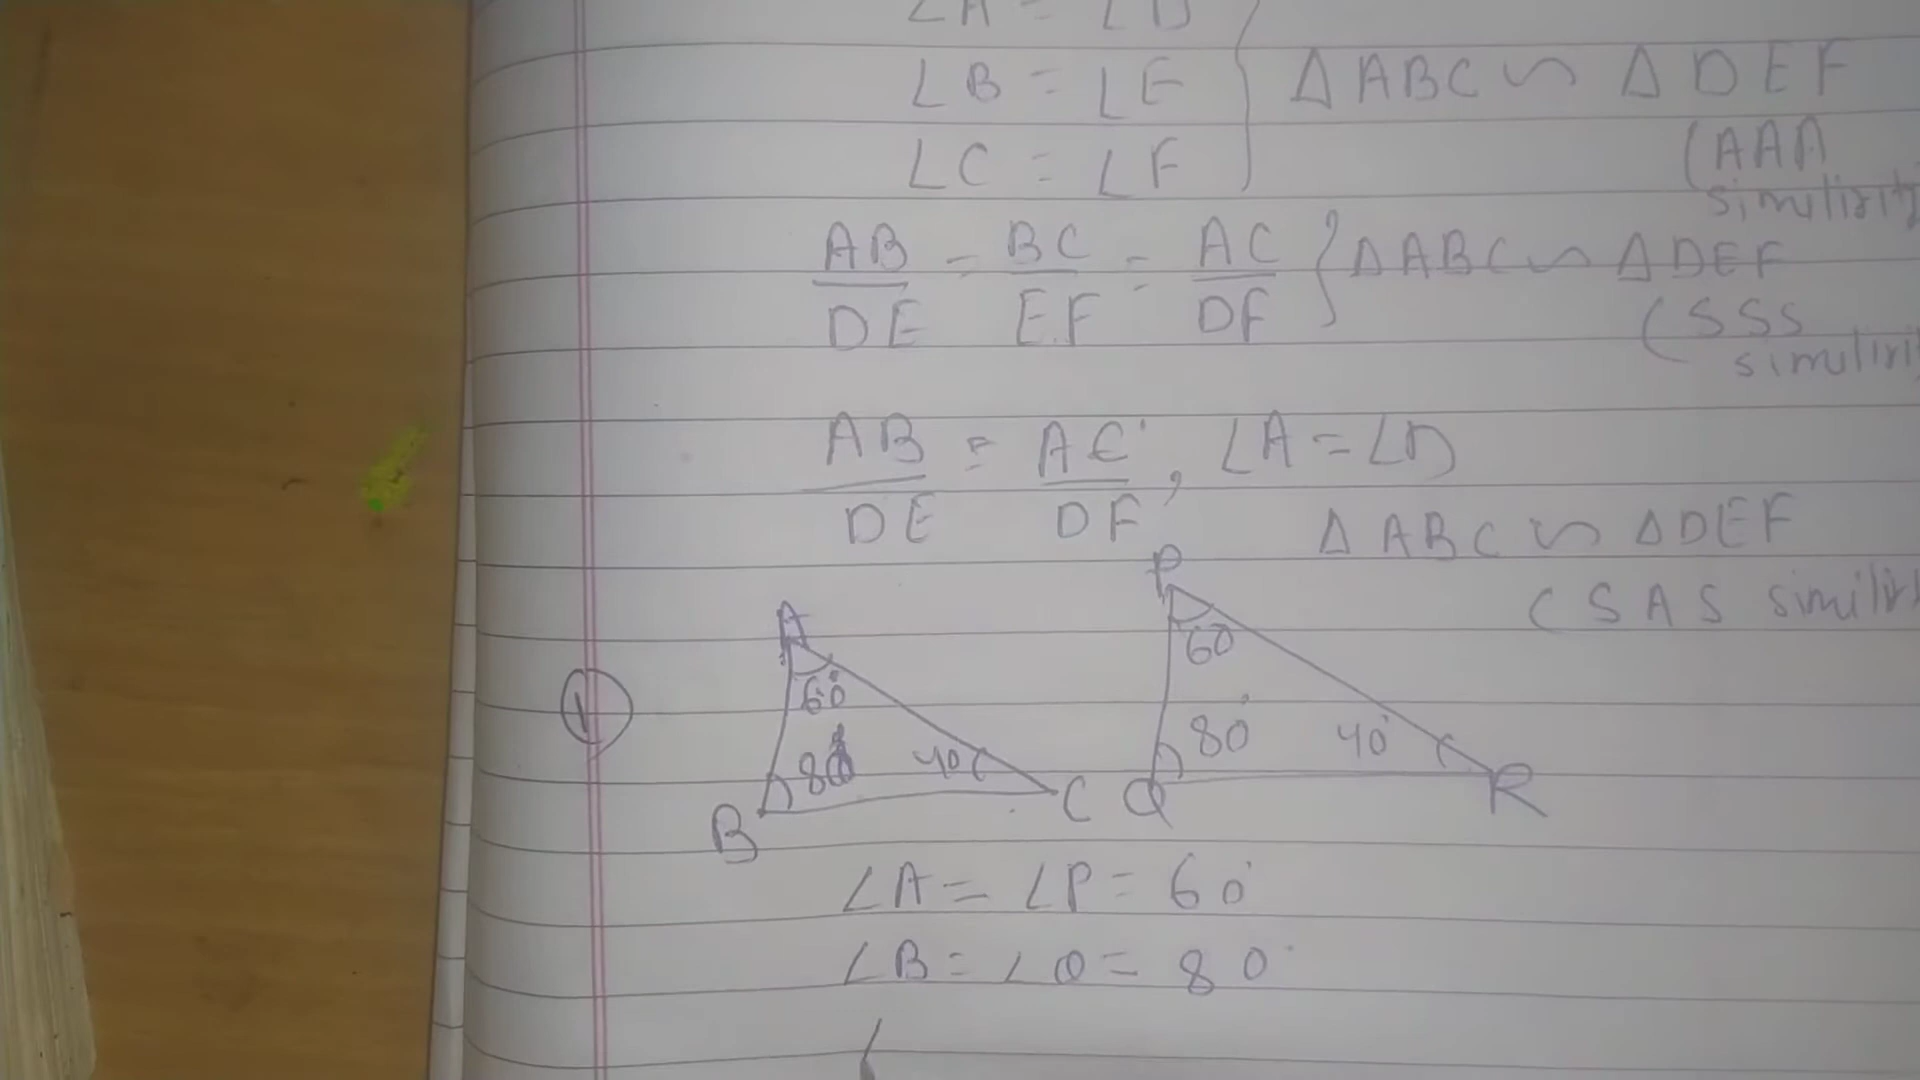 ∠A = ∠D
∠B = ∠E } ΔABC ∽ ΔDEF
∠C = ∠F (AAA
similirity
AB/DE = BC/EF = AC/DF } ΔABC ∽ ΔDEF
(SSS
similiri
AB/DE = AC/DF, ∠A = ∠D
ΔABC ∽ ΔDEF
(SAS similir
1
A
60°
80
40
B
C
P
60
80°
40°
Q
R
∠A = ∠P = 60°
∠B = ∠Q = 80°